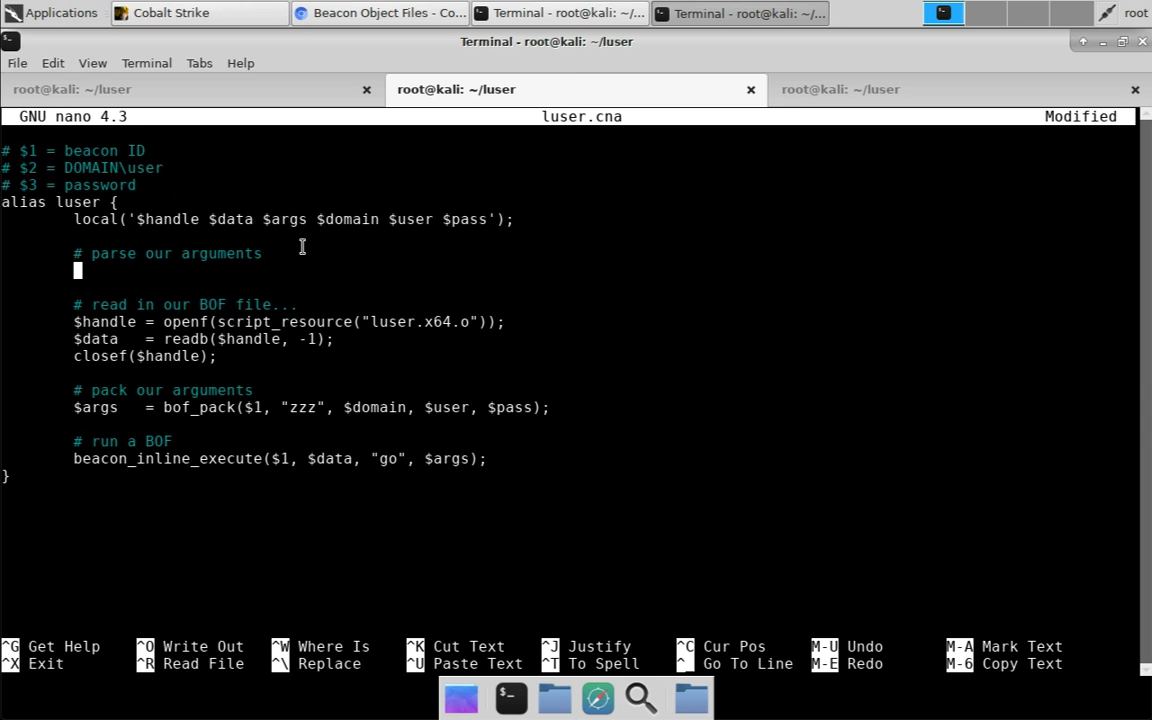 Applications
Cobalt Strike
Beacon Object Files - Co...
Terminal - root@kali: ~/...
Terminal - root@kali: ~/...
root
Terminal - root@kali: ~/luser
File Edit View Terminal Tabs Help
root@kali: ~/luser
root@kali: ~/luser
root@kali: ~/luser
GNU nano 4.3 luser.cna Modified
# $1 = beacon ID
# $2 = DOMAIN\user
# $3 = password
alias luser {
local('$handle $data $args $domain $user $pass');
# parse our arguments
# read in our BOF file...
$handle = openf(script_resource("luser.x64.o"));
$data   = readb($handle, -1);
closef($handle);
# pack our arguments
$args   = bof_pack($1, "zzz", $domain, $user, $pass);
# run a BOF
beacon_inline_execute($1, $data, "go", $args);
}
^G Get Help ^O Write Out ^W Where Is ^K Cut Text ^J Justify ^C Cur Pos M-U Undo M-A Mark Text
^X Exit ^R Read File ^\ Replace ^U Paste Text ^T To Spell ^_ Go To Line M-E Redo M-6 Copy Text